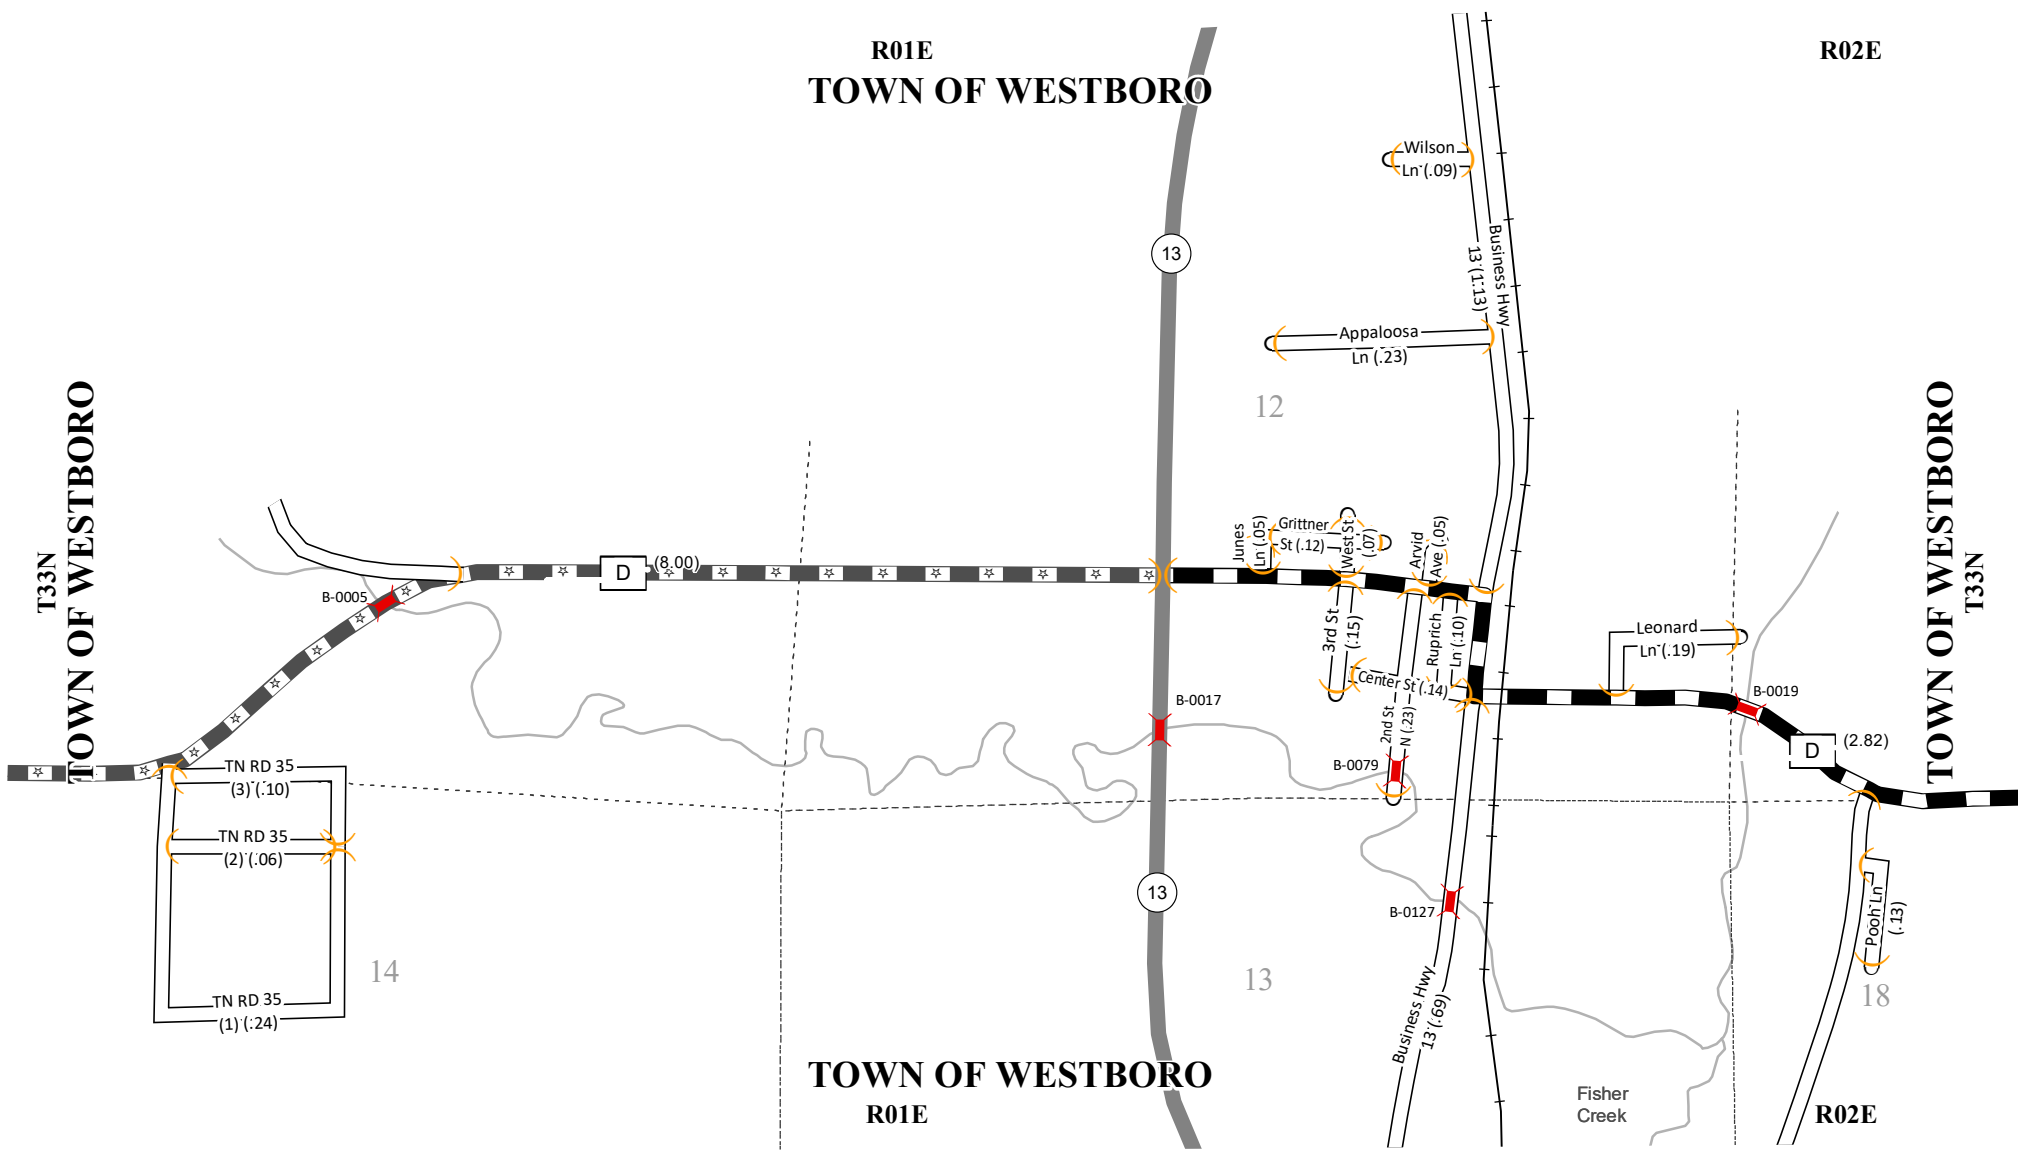 R01E
R02E
TOWN OF WESTBORO
Wilson
Ln (.09)
13
Business Hwy
13 (1.13)
Appaloosa
Ln (.23)
12
TOWN OF WESTBORO
T33N
TOWN OF WESTBORO
T33N
Junes
Ln (.05)
Grittner
St (.12)
West St
(.07)
Arvid
Ave (.05)
D
(8.00)
B-0005
3rd St
(.15)
Ruprich
Ln (.10)
Leonard
Ln (.19)
Center St (.14)
B-0017
B-0019
2nd St
N (.23)
D
(2.82)
B-0079
TN RD 35
(3) (.10)
TN RD 35
(2) (.06)
13
B-0127
Pooh Ln
(.13)
14
13
18
TN RD 35
(1) (.24)
Business Hwy
13 (.69)
TOWN OF WESTBORO
R01E
Fisher
Creek
R02E